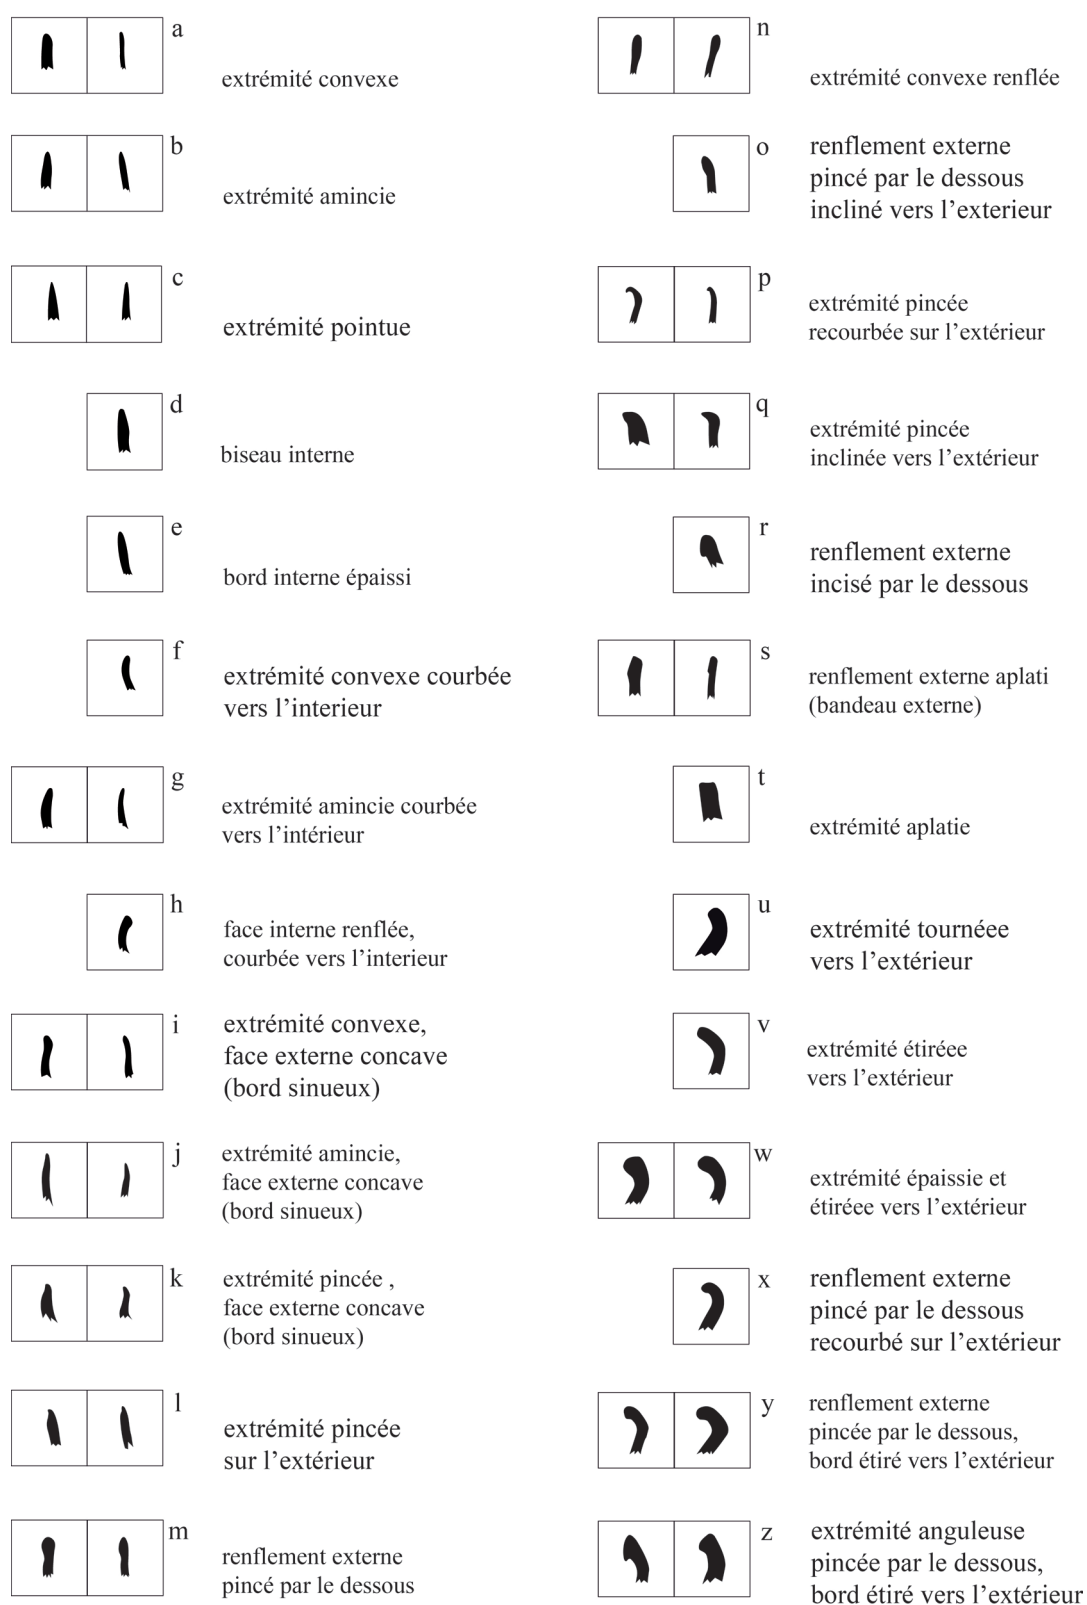 a
extrémité convexe
b
extrémité amincie
c
extrémité pointue
d
biseau interne
e
bord interne épaissi
f
extrémité convexe courbée
vers l’interieur
g
extrémité amincie courbée
vers l’intérieur
h
face interne renflée,
courbée vers l’interieur
i
extrémité convexe,
face externe concave
(bord sinueux)
j
extrémité amincie,
face externe concave
(bord sinueux)
k
extrémité pincée ,
face externe concave
(bord sinueux)
l
extrémité pincée
sur l’extérieur
m
renflement externe
pincé par le dessous
n
extrémité convexe renflée
o
renflement externe
pincé par le dessous
incliné vers l’exterieur
p
extrémité pincée
recourbée sur l’extérieur
q
extrémité pincée
inclinée vers l’extérieur
r
renflement externe
incisé par le dessous
s
renflement externe aplati
(bandeau externe)
t
extrémité aplatie
u
extrémité tournéee
vers l’extérieur
v
extrémité étiréee
vers l’extérieur
w
extrémité épaissie et
étiréee vers l’extérieur
x
renflement externe
pincé par le dessous
recourbé sur l’extérieur
y
renflement externe
pincée par le dessous,
bord étiré vers l’extérieur
z
extrémité anguleuse
pincée par le dessous,
bord étiré vers l’extérieur